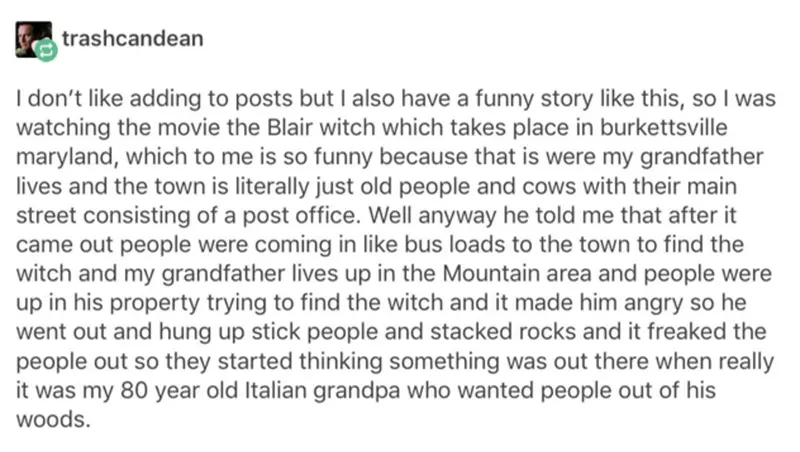 trashcandean
I don't like adding to posts but I also have a funny story like this, so I was
watching the movie the Blair witch which takes place in burkettsville
maryland, which to me is so funny because that is were my grandfather
lives and the town is literally just old people and cows with their main
street consisting of a post office. Well anyway he told me that after it
came out people were coming in like bus loads to the town to find the
witch and my grandfather lives up in the Mountain area and people were
up in his property trying to find the witch and it made him angry so he
went out and hung up stick people and stacked rocks and it freaked the
people out so they started thinking something was out there when really
it was my 80 year old Italian grandpa who wanted people out of his
woods.